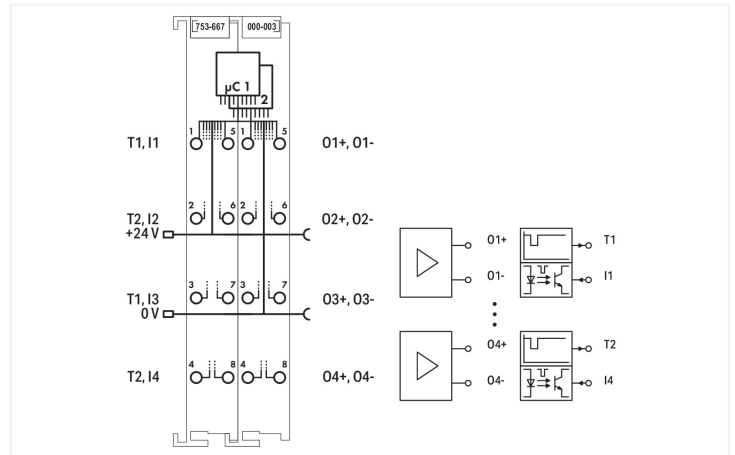 753-667 000-003
µC 1
2
1 5 1 5
T1, I1 O1+, O1-
2 6 2 6
T2, I2 O2+, O2-
+24 V
3 7 3 7
T1, I3 O3+, O3-
0 V
4 8 4 8
T2, I4 O4+, O4-
O1+ T1
O1- I1
O4+ T2
O4- I4